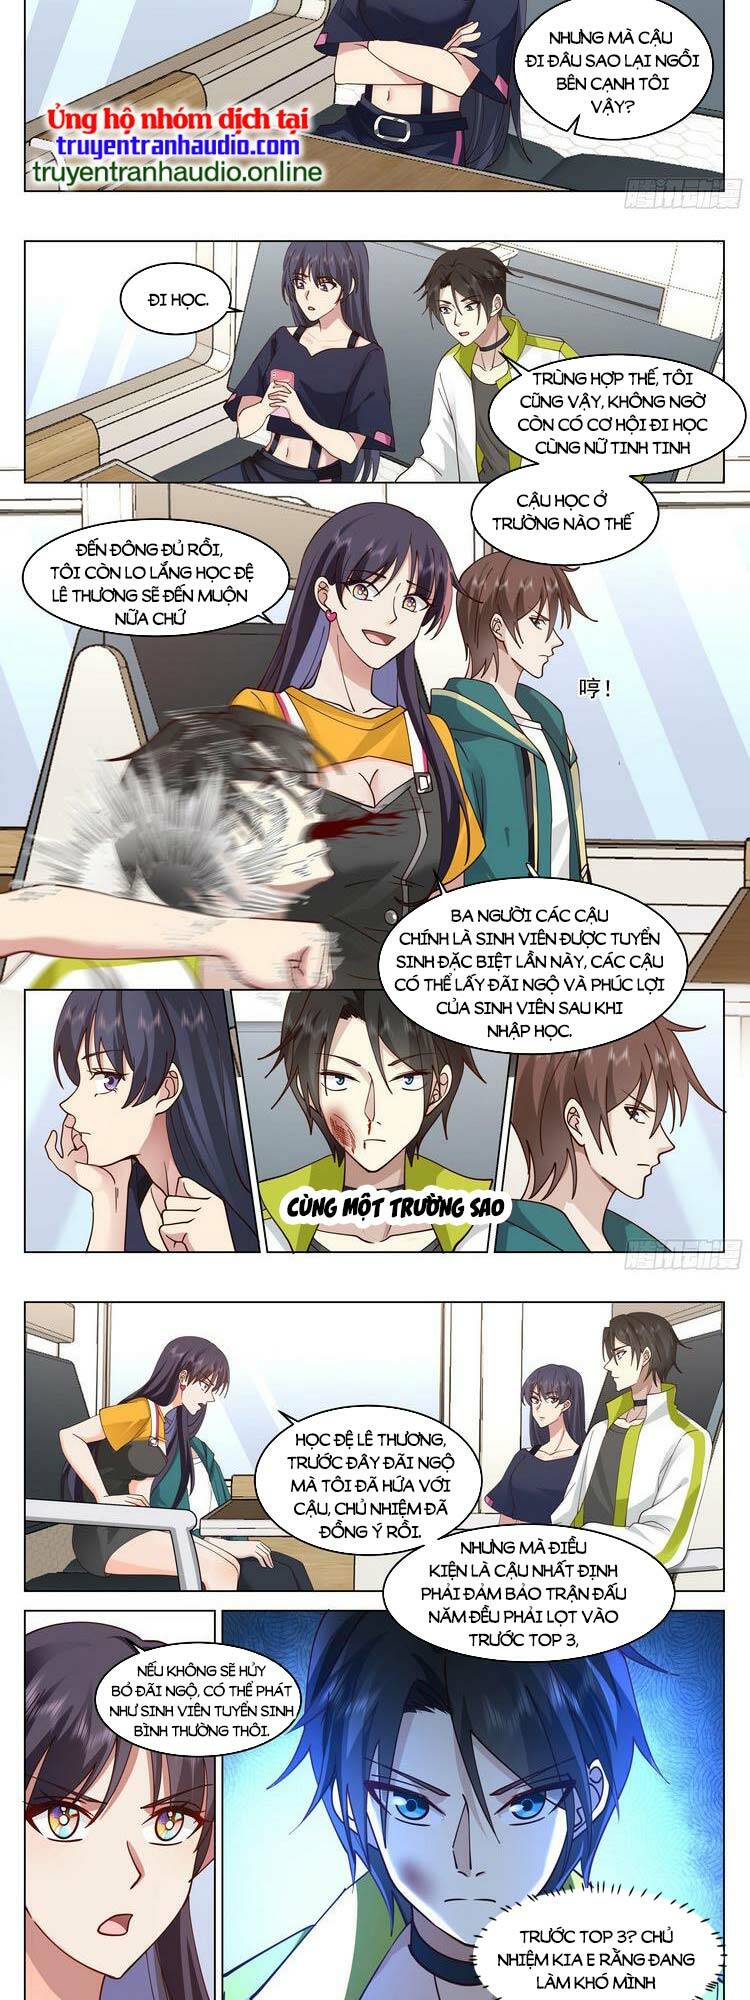 NHƯNG MÀ CẬU
ĐI ĐÂU SAO LẠI NGỒI
BÊN CẠNH TÔI
VẬY?
Ủng hộ nhóm dịch tại
truyentranhaudio.com
truyentranhaudio.online
腾讯动漫
ĐI HỌC.
TRÙNG HỢP THẾ, TÔI
CŨNG VẬY, KHÔNG NGỜ
CÒN CÓ CƠ HỘI ĐI HỌC
CÙNG NỮ TINH TINH
CẬU HỌC Ở
TRƯỜNG NÀO THẾ
ĐẾN ĐÔNG ĐỦ RỒI,
TÔI CÒN LO LẮNG HỌC ĐỆ
LÊ THƯƠNG SẼ ĐẾN MUỘN
NỮA CHỨ
哼!
BA NGƯỜI CÁC CẬU
CHÍNH LÀ SINH VIÊN ĐƯỢC TUYỂN
SINH ĐẶC BIỆT LẦN NÀY, CÁC CẬU
CÓ THỂ LẤY ĐÃI NGỘ VÀ PHÚC LỢI
CỦA SINH VIÊN SAU KHI
NHẬP HỌC.
CÙNG MỘT TRƯỜNG SAO
腾讯动漫
HỌC ĐỆ LÊ THƯƠNG,
TRƯỚC ĐÂY ĐÃI NGỘ
MÀ TÔI ĐÃ HỨA VỚI
CẬU, CHỦ NHIỆM ĐÃ
ĐỒNG Ý RỒI.
NHƯNG MÀ ĐIỀU
KIỆN LÀ CẬU NHẤT ĐỊNH
PHẢI ĐẢM BẢO TRẬN ĐẤU
NĂM ĐỀU PHẢI LỌT VÀO
TRƯỚC TOP 3,
NẾU KHÔNG SẼ HỦY
BỎ ĐÃI NGỘ, CÓ THỂ PHÁT
NHƯ SINH VIÊN TUYỂN SINH
BÌNH THƯỜNG THÔI.
TRƯỚC TOP 3? CHỦ
NHIỆM KIA E RẰNG ĐANG
LÀM KHÓ MÌNH